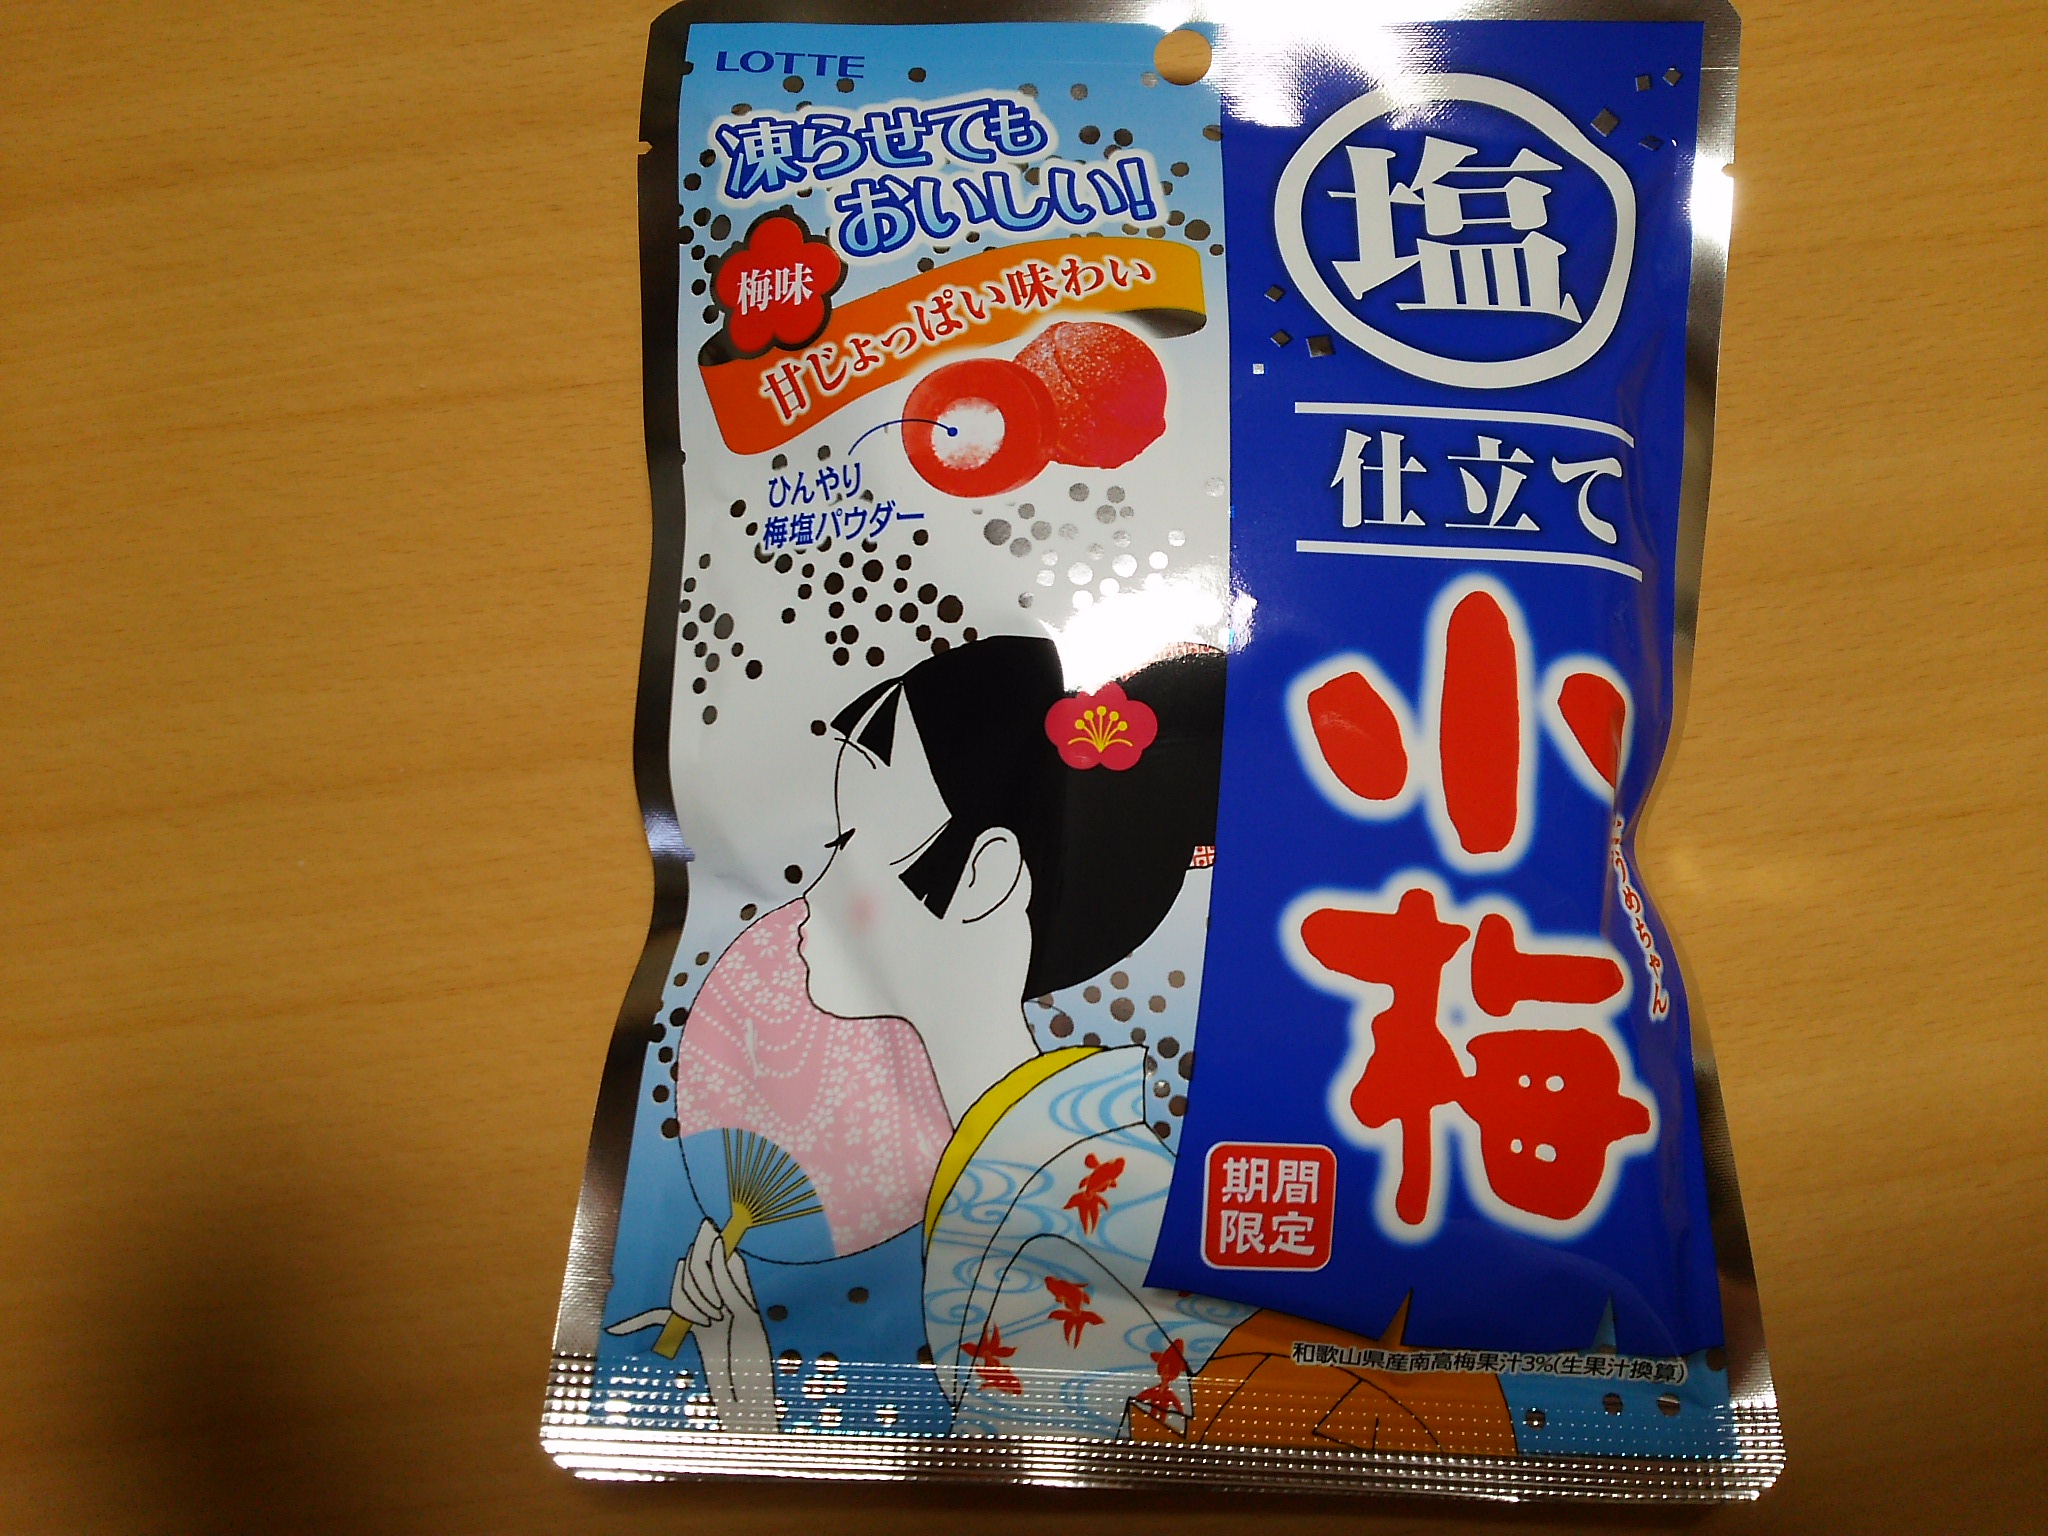 LOTTE
凍らせても
おいしい!
梅味
甘じょっぱい味わい
ひんやり
梅塩パウダー
塩
仕立て
小梅
うめちゃん
期間
限定
和歌山県産南高梅果汁3%(生果汁換算)